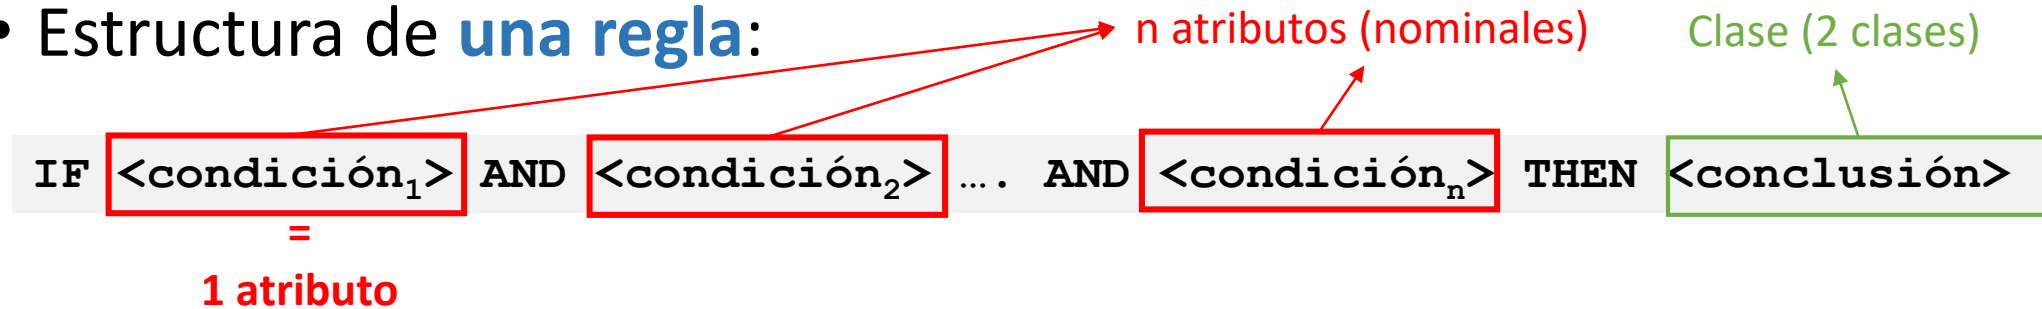 • Estructura de una regla:
n atributos (nominales)
Clase (2 clases)
IF <condición₁> AND <condición₂> …. AND <condiciónₙ> THEN <conclusión>
=
1 atributo